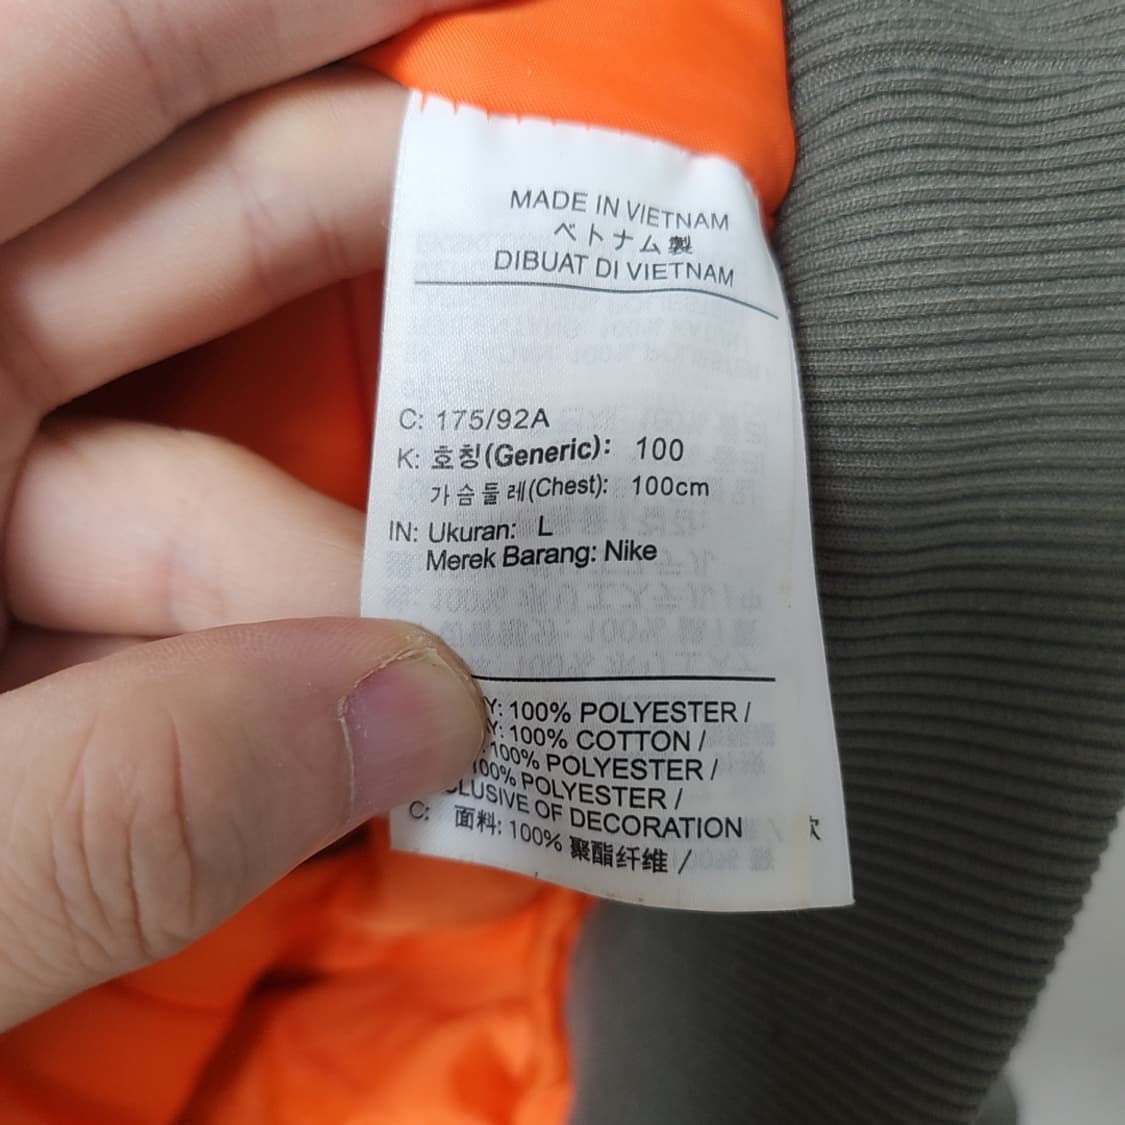 MADE IN VIETNAM
ベトナム製
DIBUAT DI VIETNAM
C: 175/92A
K: 호칭(Generic): 100
가슴둘레(Chest): 100cm
IN: Ukuran: L
Merek Barang: Nike
Y: 100% POLYESTER /
Y: 100% COTTON /
: 100% POLYESTER /
100% POLYESTER /
LUSIVE OF DECORATION
C: 面料: 100% 聚酯纤维 /